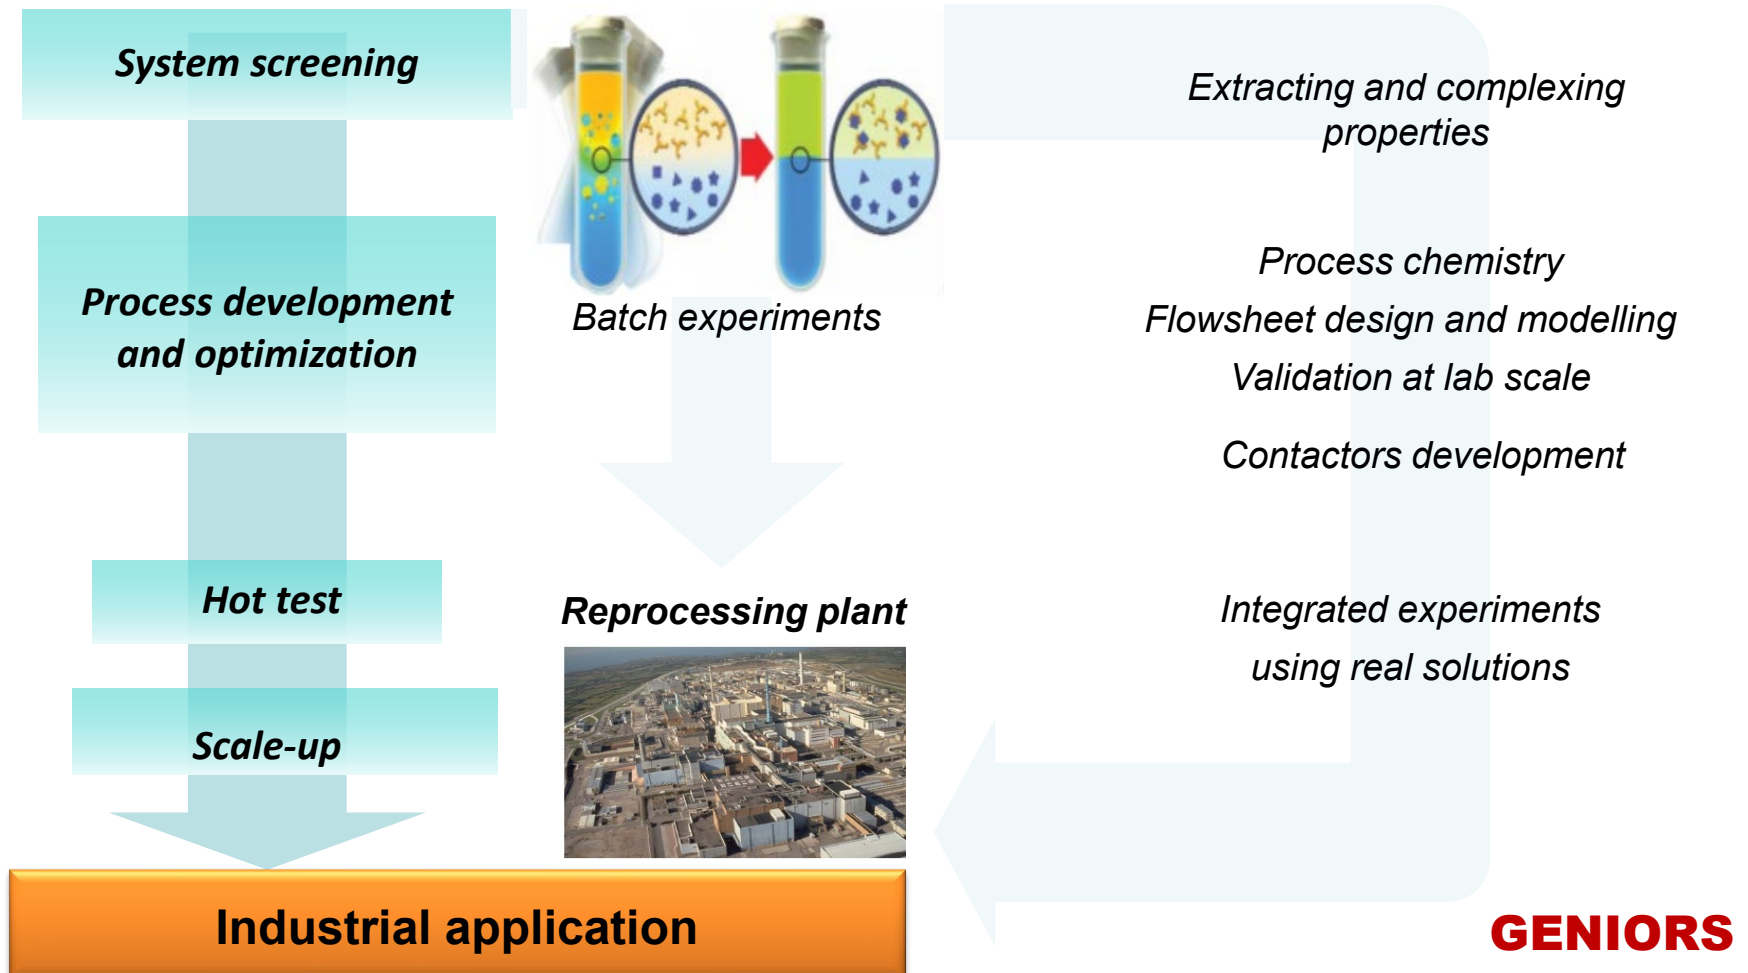 System screening
Process development
and optimization
Hot test
Scale-up
Industrial application
Batch experiments
Reprocessing plant
Extracting and complexing
properties
Process chemistry
Flowsheet design and modelling
Validation at lab scale
Contactors development
Integrated experiments
using real solutions
GENIORS